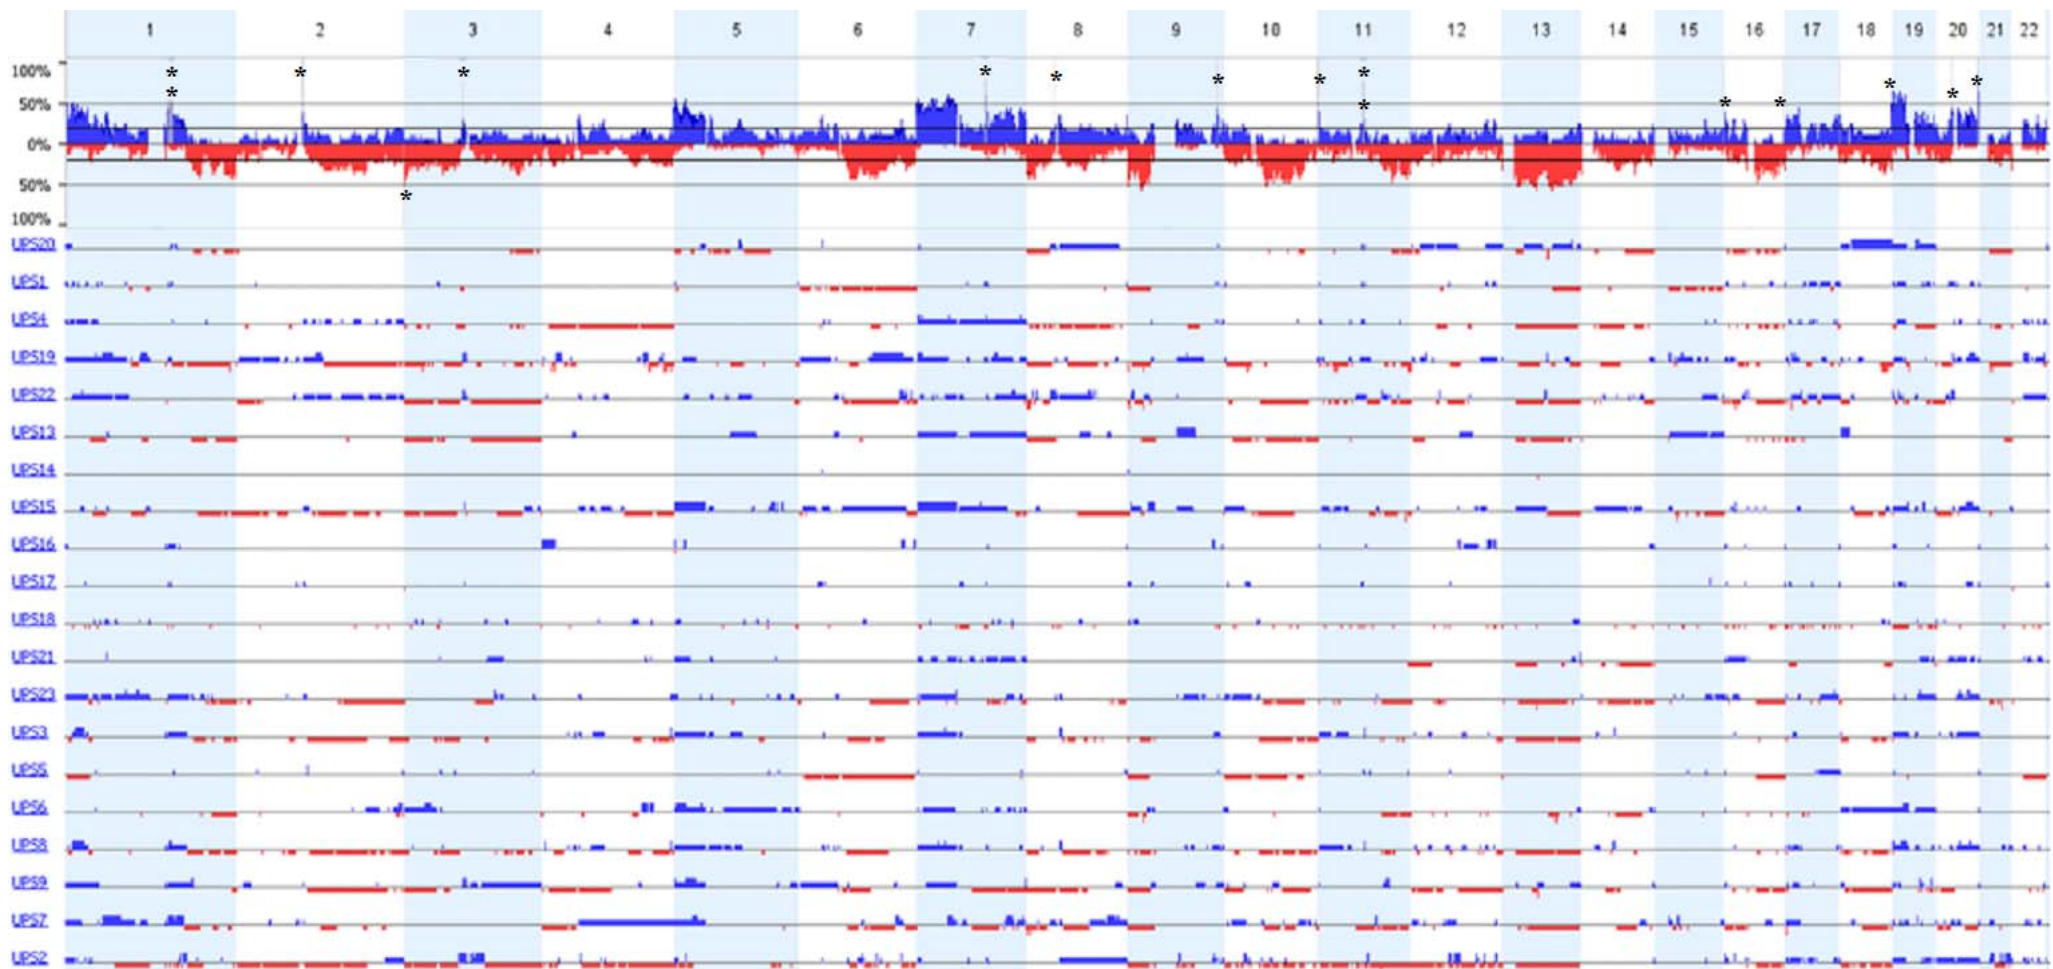 1 2 3 4 5 6 7 8 9 10 11 12 13 14 15 16 17 18 19 20 21 22
* * * * * * * *
* * * * * * *
*
100%
50%
0%
50%
100%
UPS20
UPS1
UPS4
UPS19
UPS22
UPS13
UPS14
UPS15
UPS16
UPS17
UPS18
UPS21
UPS23
UPS3
UPS5
UPS6
UPS8
UPS9
UPS7
UPS2